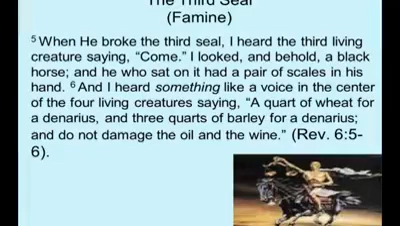 The Third Seal
(Famine)
5 When He broke the third seal, I heard the third living
creature saying, “Come.” I looked, and behold, a black
horse; and he who sat on it had a pair of scales in his
hand. 6 And I heard something like a voice in the center
of the four living creatures saying, “A quart of wheat for
a denarius, and three quarts of barley for a denarius;
and do not damage the oil and the wine.” (Rev. 6:5-
6).